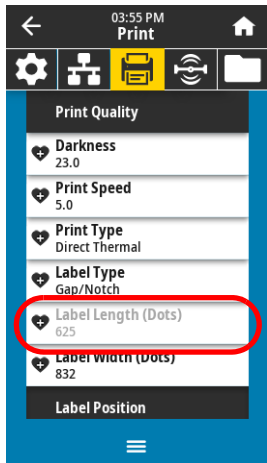 03:55 PM
Print
Print Quality
Darkness
23.0
Print Speed
5.0
Print Type
Direct Thermal
Label Type
Gap/Notch
Label Length (Dots)
625
Label Width (Dots)
832
Label Position